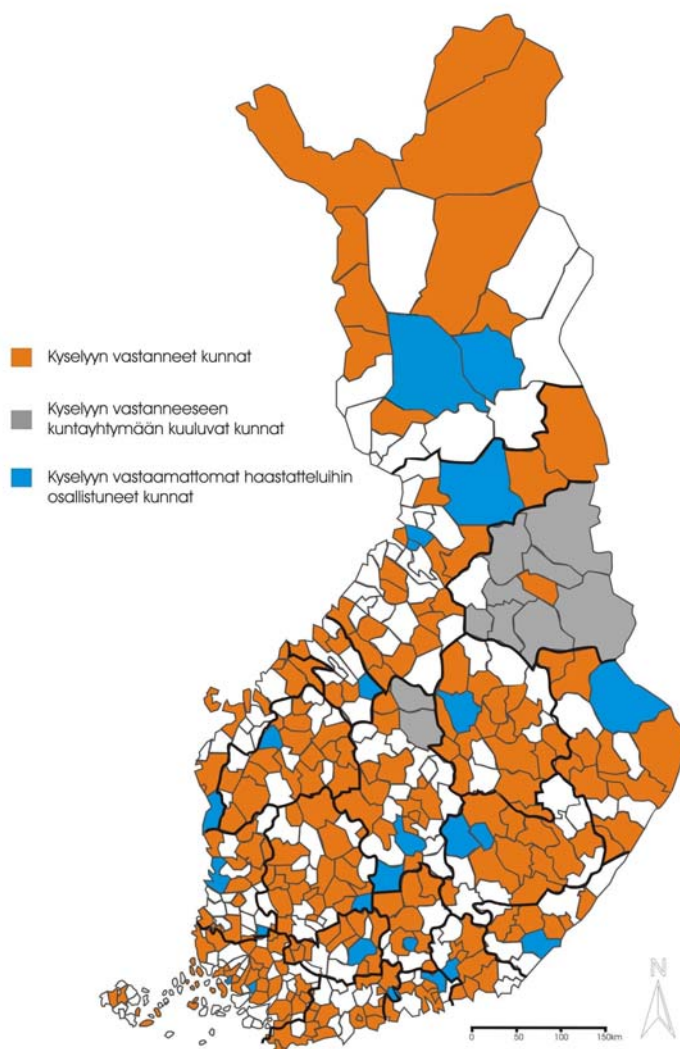 Kyselyyn vastanneet kunnat
Kyselyyn vastanneeseen
kuntayhtymään kuuluvat kunnat
Kyselyyn vastaamattomat haastatteluihin
osallistuneet kunnat
N
0 50 100 150km